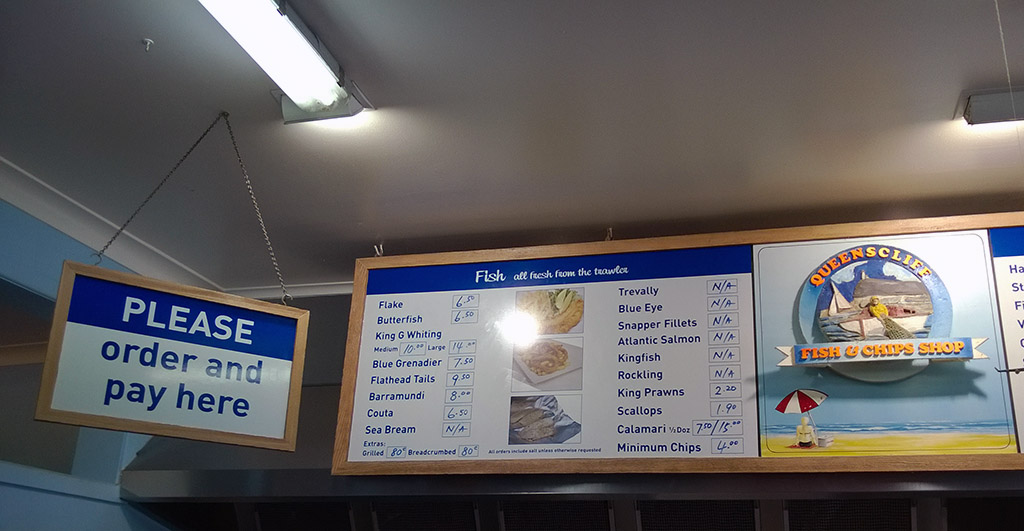 PLEASE
order and
pay here
Fish all fresh from the trawler
Flake 6.50
Butterfish 6.50
King G Whiting
Medium 10.00 Large 14.00
Blue Grenadier 7.50
Flathead Tails 9.50
Barramundi 8.00
Couta 6.50
Sea Bream N/A
Extras:
Grilled 80c Breadcrumbed 80c
All orders include salt unless otherwise requested
Trevally N/A
Blue Eye N/A
Snapper Fillets N/A
Atlantic Salmon N/A
Kingfish N/A
Rockling N/A
King Prawns 2.20
Scallops 1.90
Calamari ½Doz 7.50/15.00
Minimum Chips 4.00
QUEENSCLIFF
FISH & CHIPS SHOP